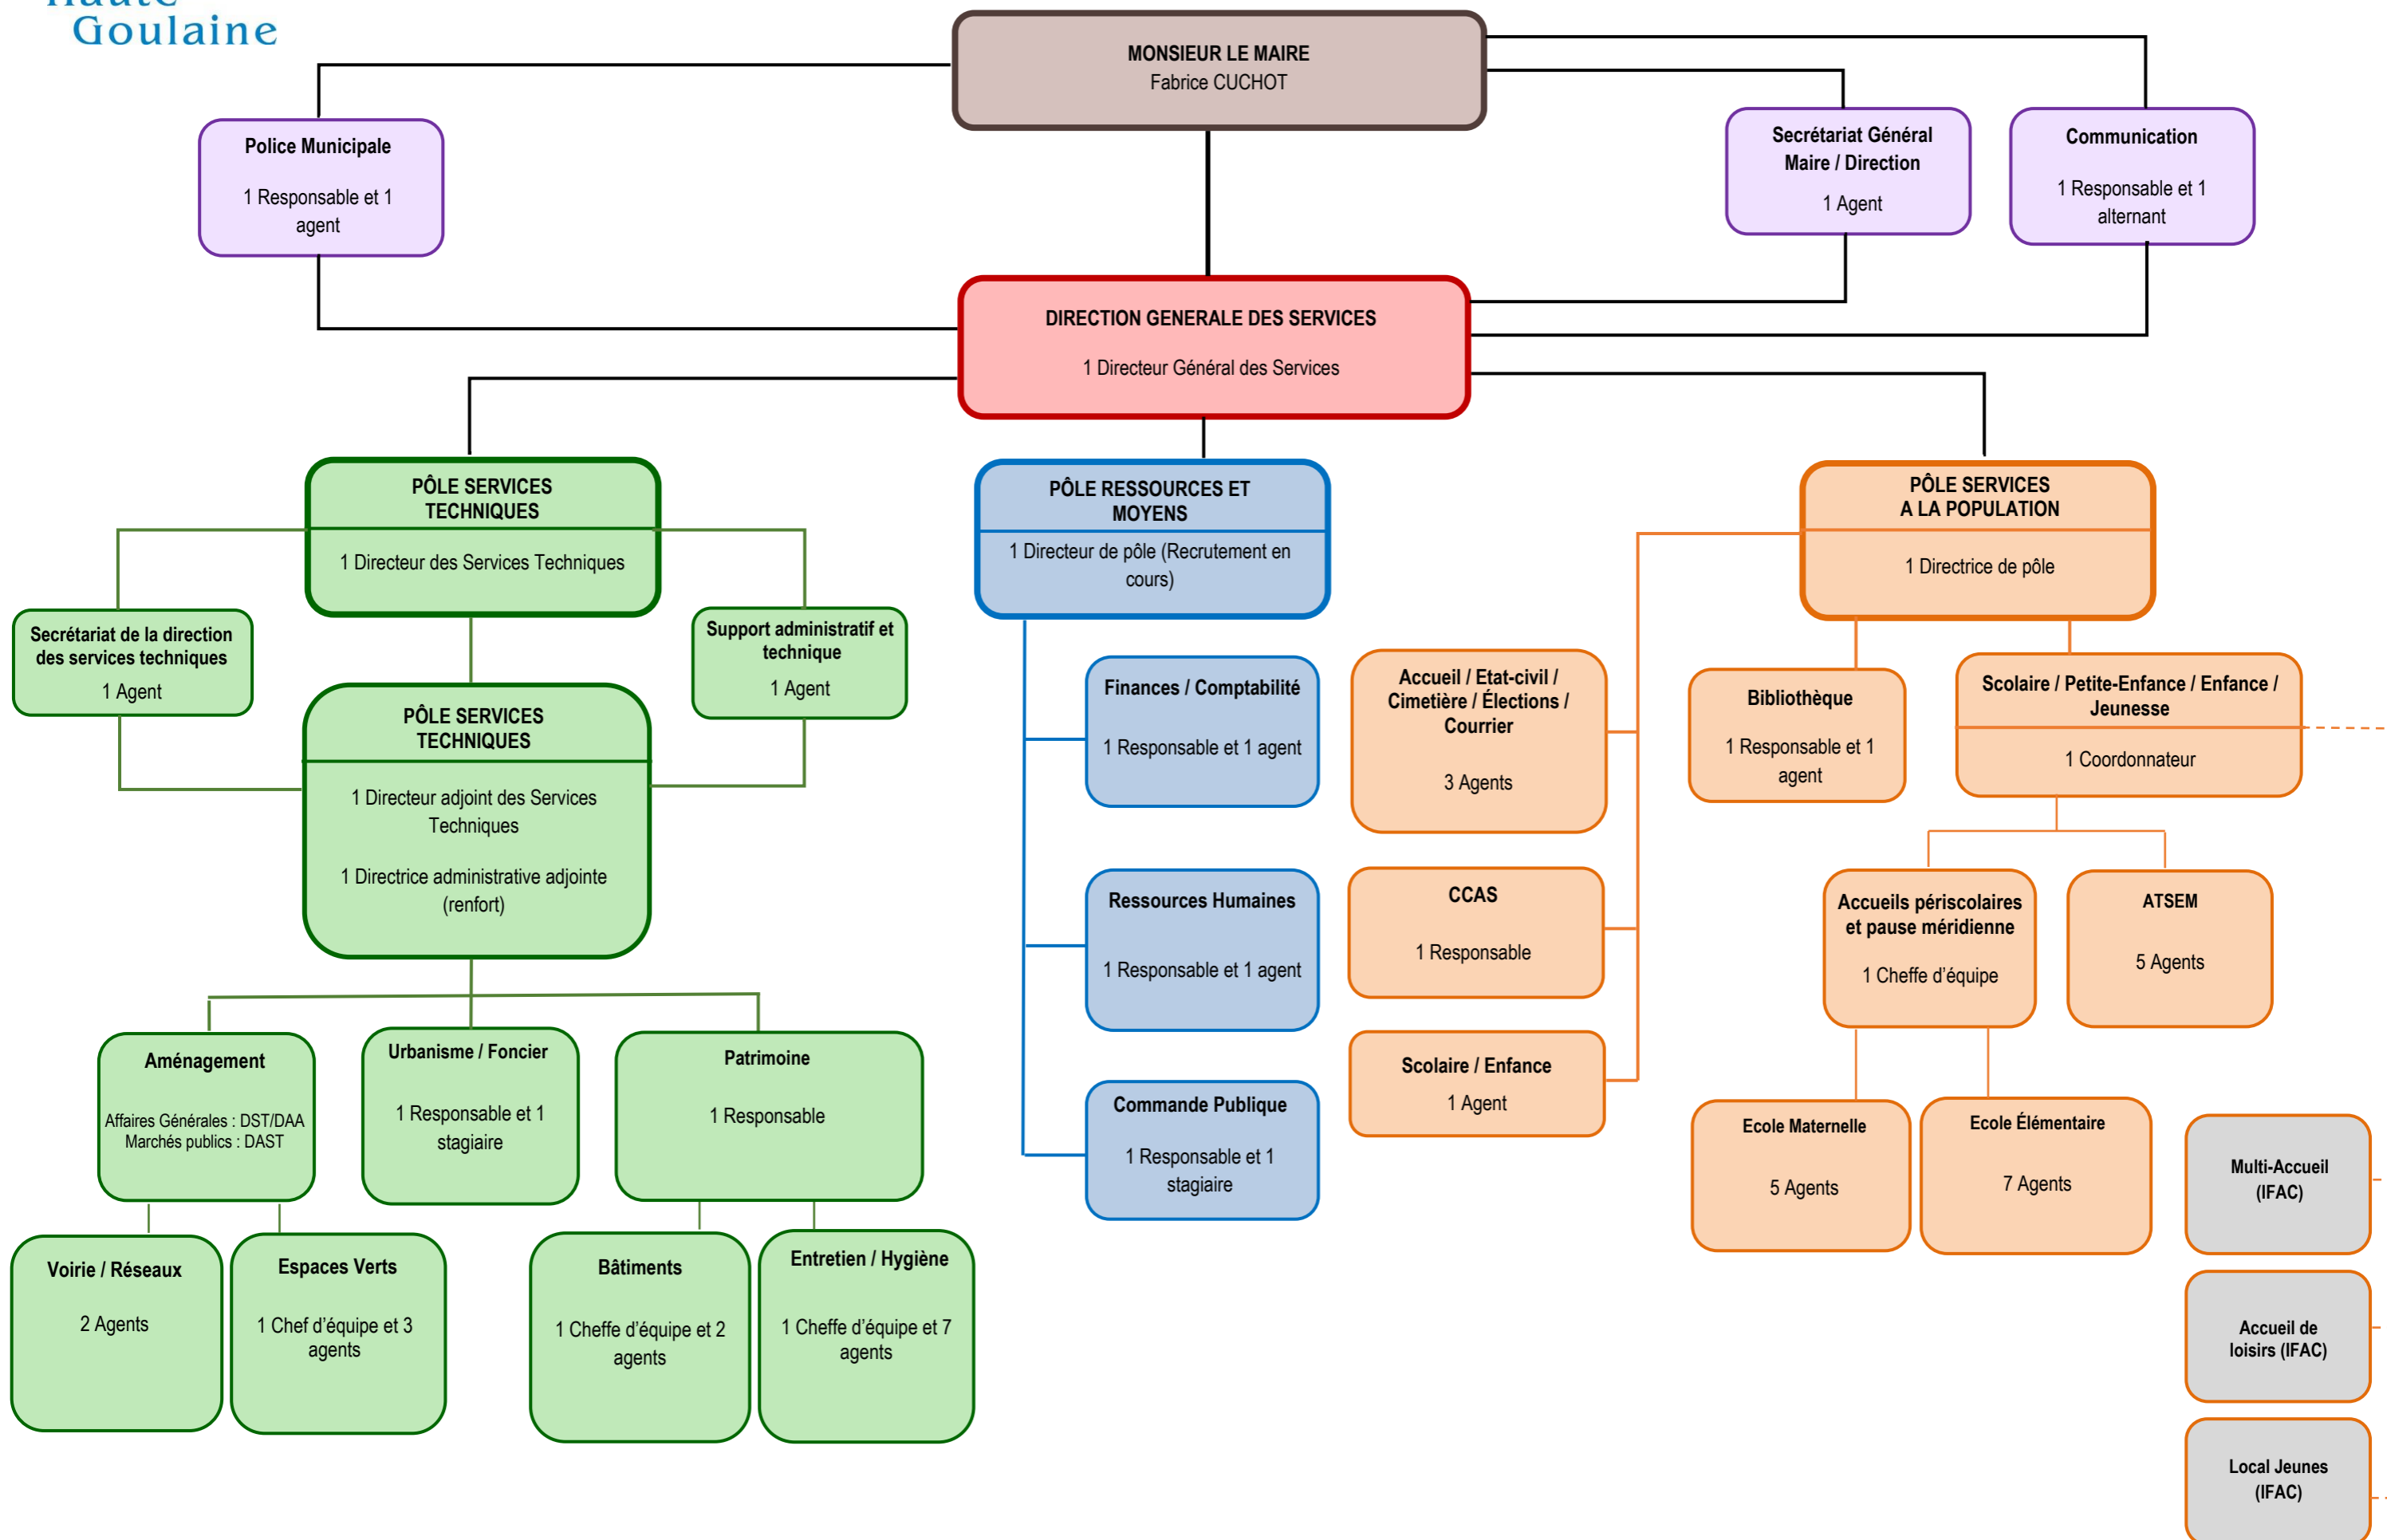 Haute
Goulaine
MONSIEUR LE MAIRE
Fabrice CUCHOT
Police Municipale
1 Responsable et 1
agent
Secrétariat Général
Maire / Direction
1 Agent
Communication
1 Responsable et 1
alternant
DIRECTION GENERALE DES SERVICES
1 Directeur Général des Services
PÔLE SERVICES
TECHNIQUES
1 Directeur des Services Techniques
PÔLE RESSOURCES ET
MOYENS
1 Directeur de pôle (Recrutement en
cours)
PÔLE SERVICES
A LA POPULATION
1 Directrice de pôle
Secrétariat de la direction
des services techniques
1 Agent
Support administratif et
technique
1 Agent
PÔLE SERVICES
TECHNIQUES
1 Directeur adjoint des Services
Techniques
1 Directrice administrative adjointe
(renfort)
Finances / Comptabilité
1 Responsable et 1 agent
Accueil / Etat-civil /
Cimetière / Élections /
Courrier
3 Agents
Bibliothèque
1 Responsable et 1
agent
Scolaire / Petite-Enfance / Enfance /
Jeunesse
1 Coordonnateur
Ressources Humaines
1 Responsable et 1 agent
CCAS
1 Responsable
Accueils périscolaires
et pause méridienne
1 Cheffe d’équipe
ATSEM
5 Agents
Aménagement
Affaires Générales : DST/DAA
Marchés publics : DAST
Urbanisme / Foncier
1 Responsable et 1
stagiaire
Patrimoine
1 Responsable
Commande Publique
1 Responsable et 1
stagiaire
Scolaire / Enfance
1 Agent
Ecole Maternelle
5 Agents
Ecole Élémentaire
7 Agents
Multi-Accueil
(IFAC)
Voirie / Réseaux
2 Agents
Espaces Verts
1 Chef d’équipe et 3
agents
Bâtiments
1 Cheffe d’équipe et 2
agents
Entretien / Hygiène
1 Cheffe d’équipe et 7
agents
Accueil de
loisirs (IFAC)
Local Jeunes
(IFAC)